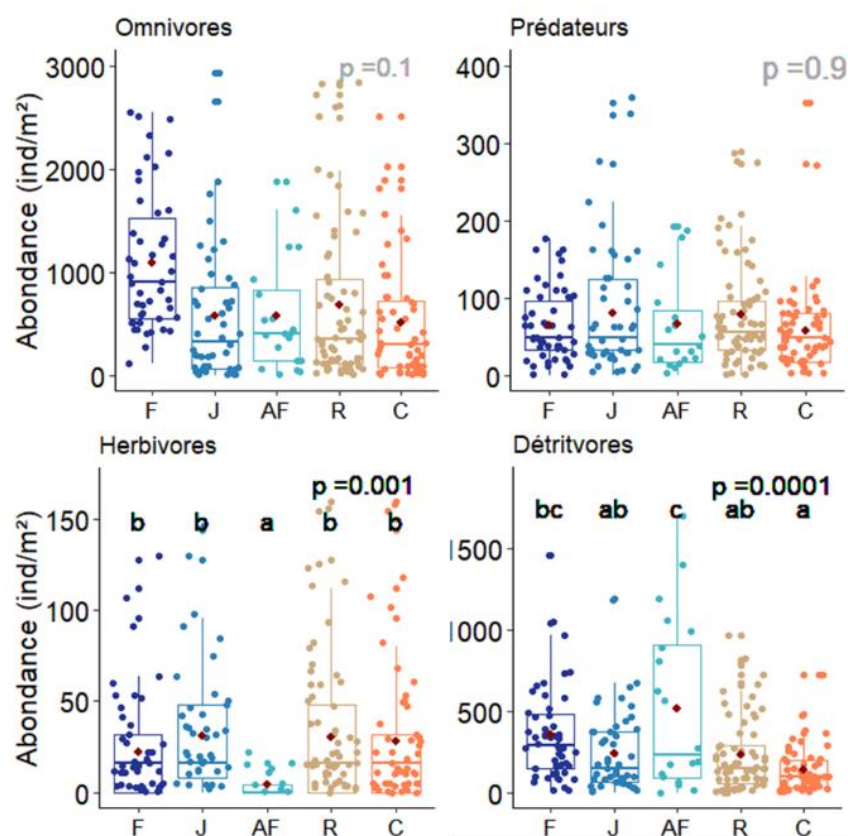 Omnivores
Abondance (ind/m²)
3000
2000
1000
0
p =0.1
F J AF R C
Prédateurs
400
300
200
100
0
p =0.9
F J AF R C
Herbivores
Abondance (ind/m²)
150
100
50
0
p =0.001
b b a b b
F J AF R C
Détritvores
1500
1000
500
0
p =0.0001
bc ab c ab a
F J AF R C